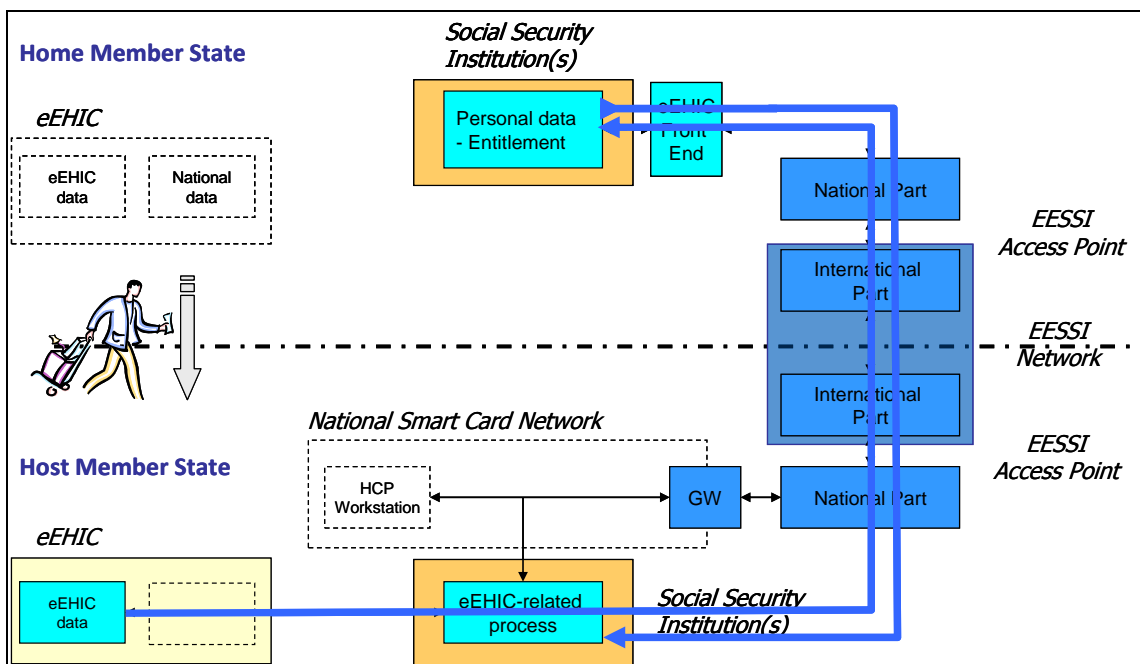 Social Security
Institution(s)
Home Member State
eEHIC
eEHIC
data
National
data
Personal data
- Entitlement
eEHIC
Front
End
National Part
EESSI
Access Point
International
Part
EESSI
Network
International
Part
National Smart Card Network
Host Member State
HCP
Workstation
GW
National Part
EESSI
Access Point
eEHIC
eEHIC
data
eEHIC-related
process
Social Security
Institution(s)